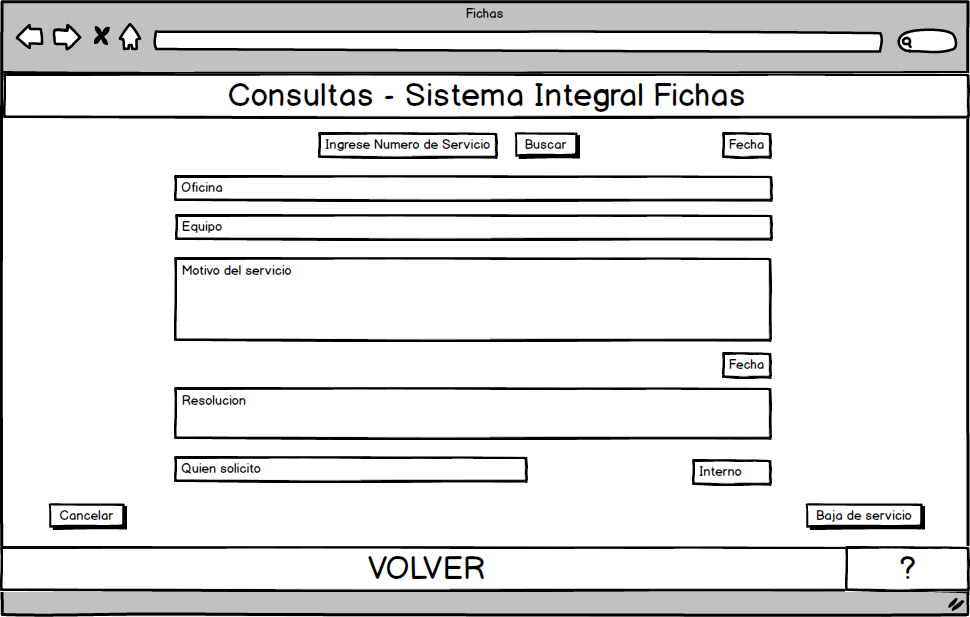 Fichas
Consultas - Sistema Integral Fichas
Ingrese Numero de Servicio Buscar Fecha
Oficina
Equipo
Motivo del servicio
Fecha
Resolucion
Quien solicito Interno
Cancelar Baja de servicio
VOLVER ?